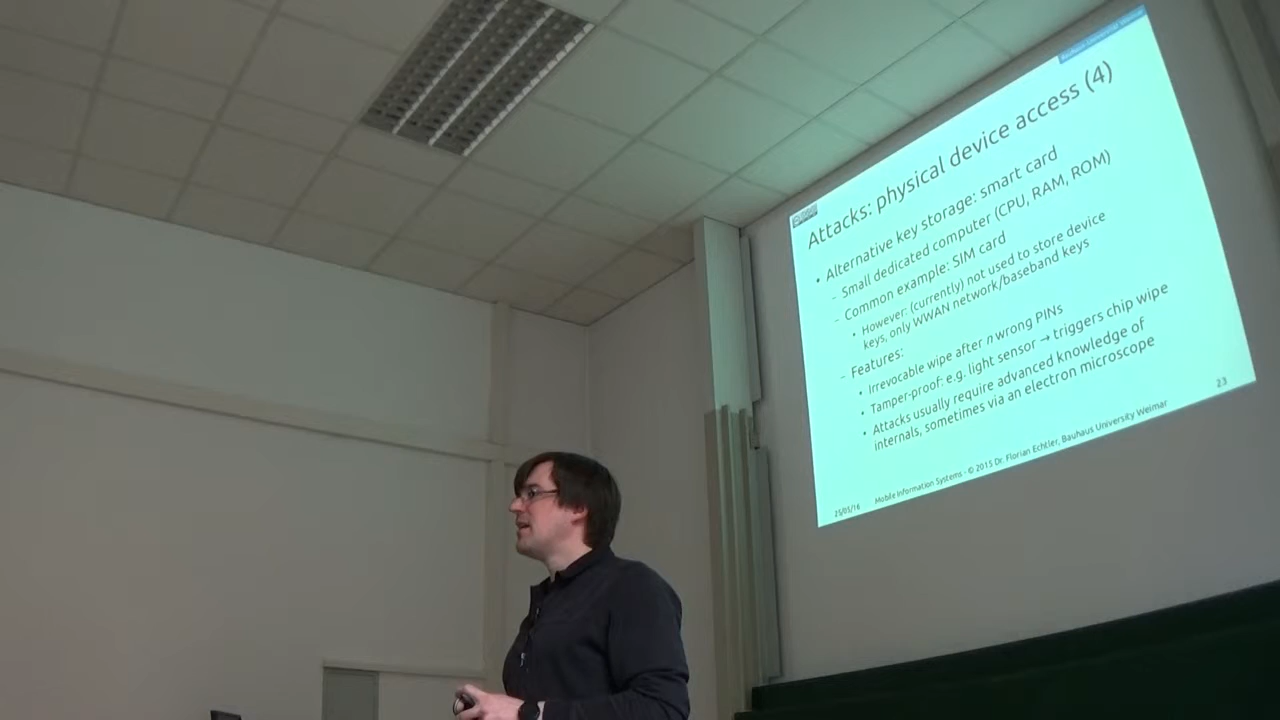 Attacks: physical device access (4)
• Alternative key storage: smart card
– Small dedicated computer (CPU, RAM, ROM)
– Common example: SIM card
• However: (currently) not used to store device
keys, only WWAN network/baseband keys
– Features:
• Irrevocable wipe after n wrong PINs
• Tamper-proof: e.g. light sensor → triggers chip wipe
• Attacks usually require advanced knowledge of
internals, sometimes via an electron microscope
25/05/16
Mobile Information Systems - © 2015 Dr. Florian Echtler, Bauhaus University Weimar
23